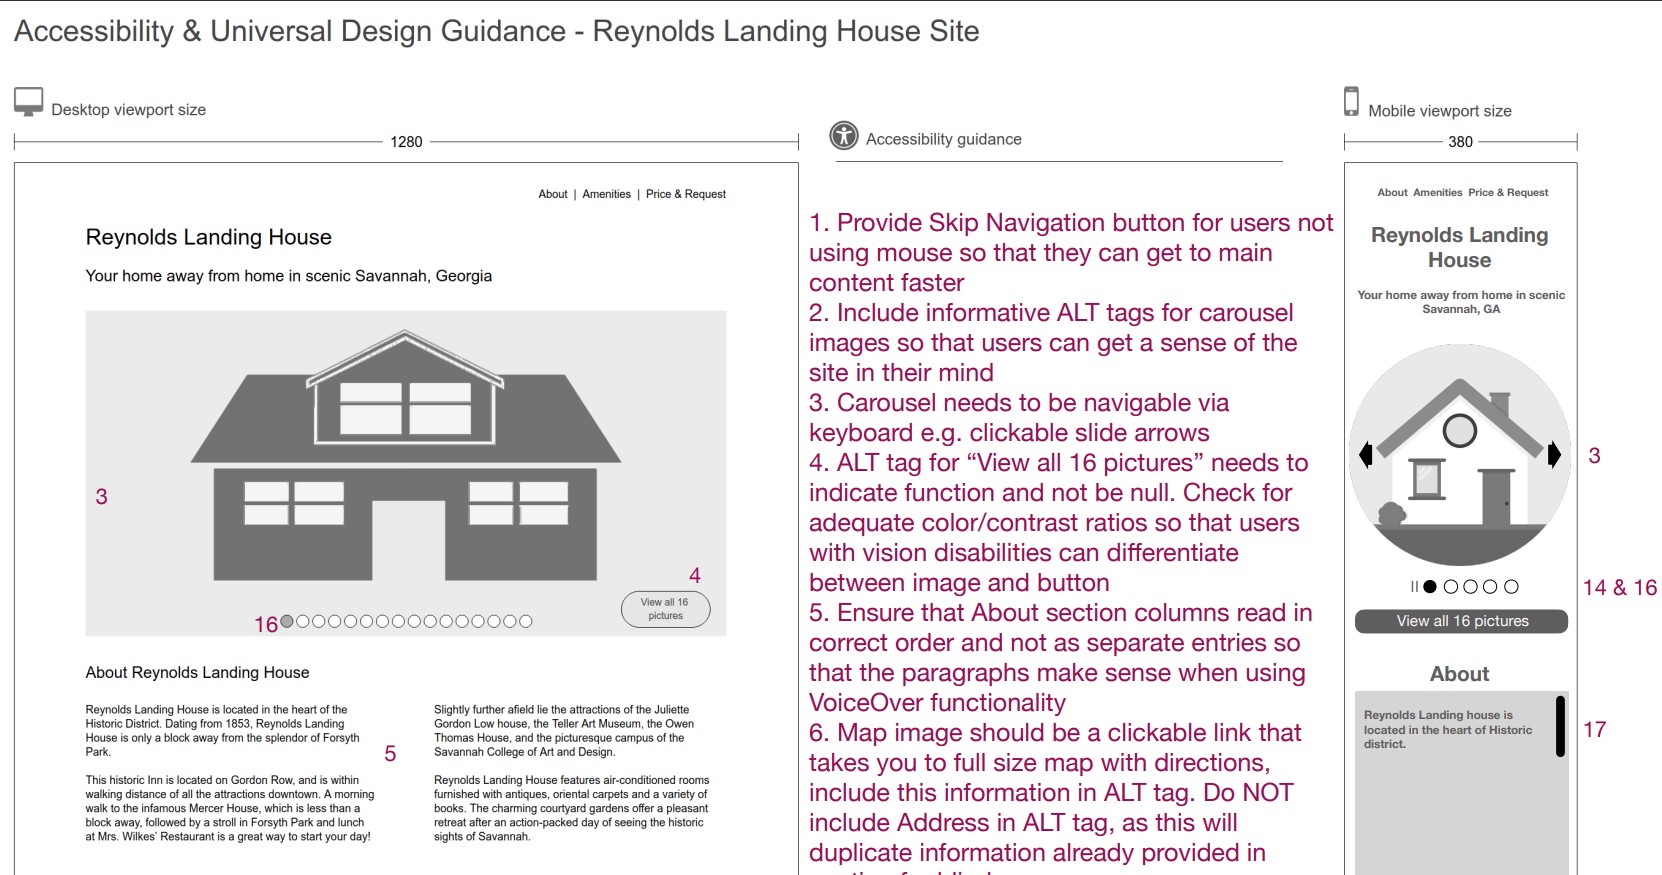 Accessibility & Universal Design Guidance - Reynolds Landing House Site
Desktop viewport size
1280
About | Amenities | Price & Request
Reynolds Landing House
Your home away from home in scenic Savannah, Georgia
3
4
View all 16
pictures
16
About Reynolds Landing House
Reynolds Landing House is located in the heart of the
Historic District. Dating from 1853, Reynolds Landing
House is only a block away from the splendor of Forsyth
Park.
This historic Inn is located on Gordon Row, and is within
walking distance of all the attractions downtown. A morning
walk to the infamous Mercer House, which is less than a
block away, followed by a stroll in Forsyth Park and lunch
at Mrs. Wilkes' Restaurant is a great way to start your day!
5
Slightly further afield lie the attractions of the Juliette
Gordon Low house, the Teller Art Museum, the Owen
Thomas House, and the picturesque campus of the
Savannah College of Art and Design.
Reynolds Landing House features air-conditioned rooms
furnished with antiques, oriental carpets and a variety of
books. The charming courtyard gardens offer a pleasant
retreat after an action-packed day of seeing the historic
sights of Savannah.
Accessibility guidance
1. Provide Skip Navigation button for users not
using mouse so that they can get to main
content faster
2. Include informative ALT tags for carousel
images so that users can get a sense of the
site in their mind
3. Carousel needs to be navigable via
keyboard e.g. clickable slide arrows
4. ALT tag for “View all 16 pictures” needs to
indicate function and not be null. Check for
adequate color/contrast ratios so that users
with vision disabilities can differentiate
between image and button
5. Ensure that About section columns read in
correct order and not as separate entries so
that the paragraphs make sense when using
VoiceOver functionality
6. Map image should be a clickable link that
takes you to full size map with directions,
include this information in ALT tag. Do NOT
include Address in ALT tag, as this will
duplicate information already provided in
Mobile viewport size
380
About Amenities Price & Request
Reynolds Landing
House
Your home away from home in scenic
Savannah, GA
3
14 & 16
View all 16 pictures
About
Reynolds Landing house is
located in the heart of Historic
district.
17